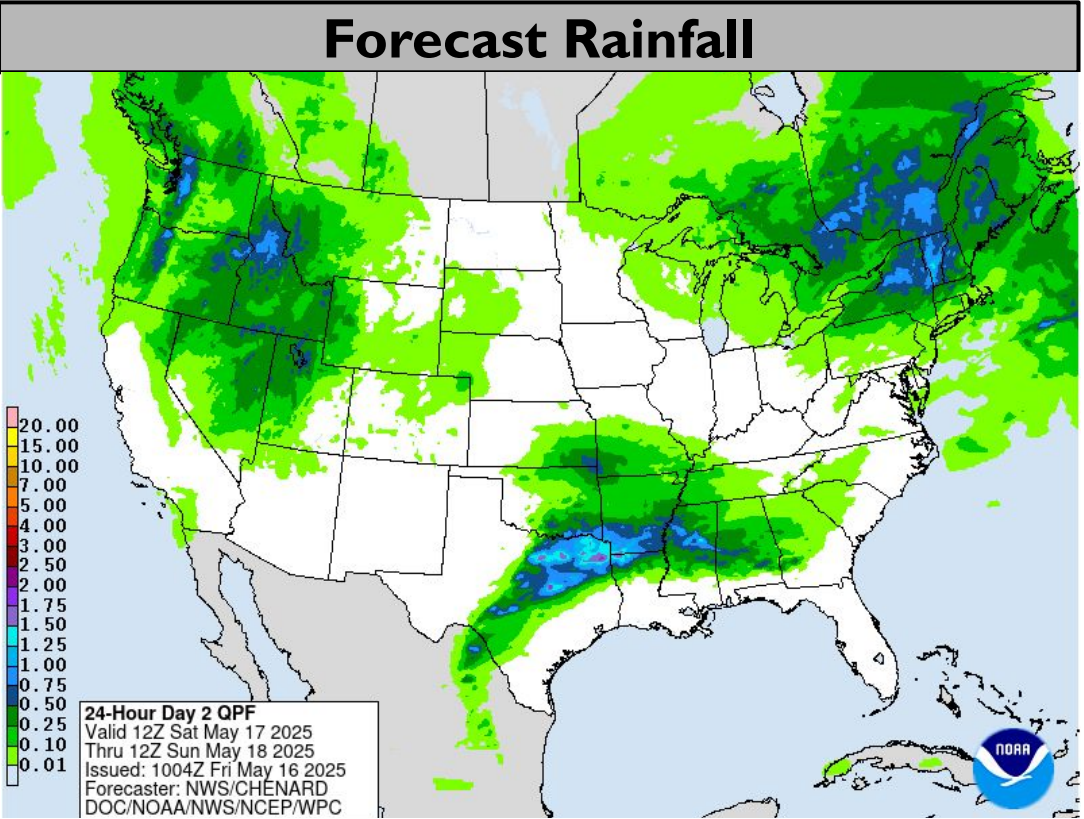 Forecast Rainfall
20.00
15.00
10.00
7.00
5.00
4.00
3.00
2.50
2.00
1.75
1.50
1.25
1.00
0.75
0.50
0.25
0.10
0.01
24-Hour Day 2 QPF
Valid 12Z Sat May 17 2025
Thru 12Z Sun May 18 2025
Issued: 1004Z Fri May 16 2025
Forecaster: NWS/CHENARD
DOC/NOAA/NWS/NCEP/WPC
NOAA